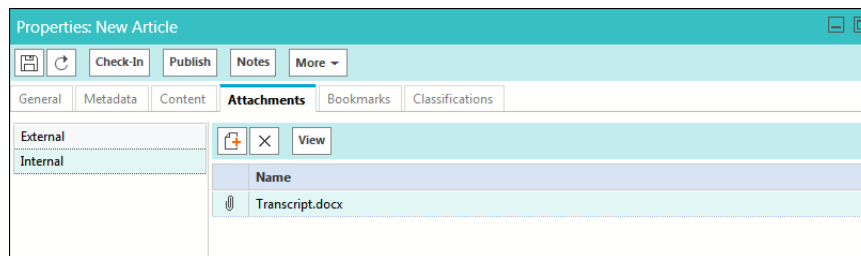 Properties: New Article
Check-In Publish Notes More
General Metadata Content Attachments Bookmarks Classifications
External
View
Internal
Name
Transcript.docx